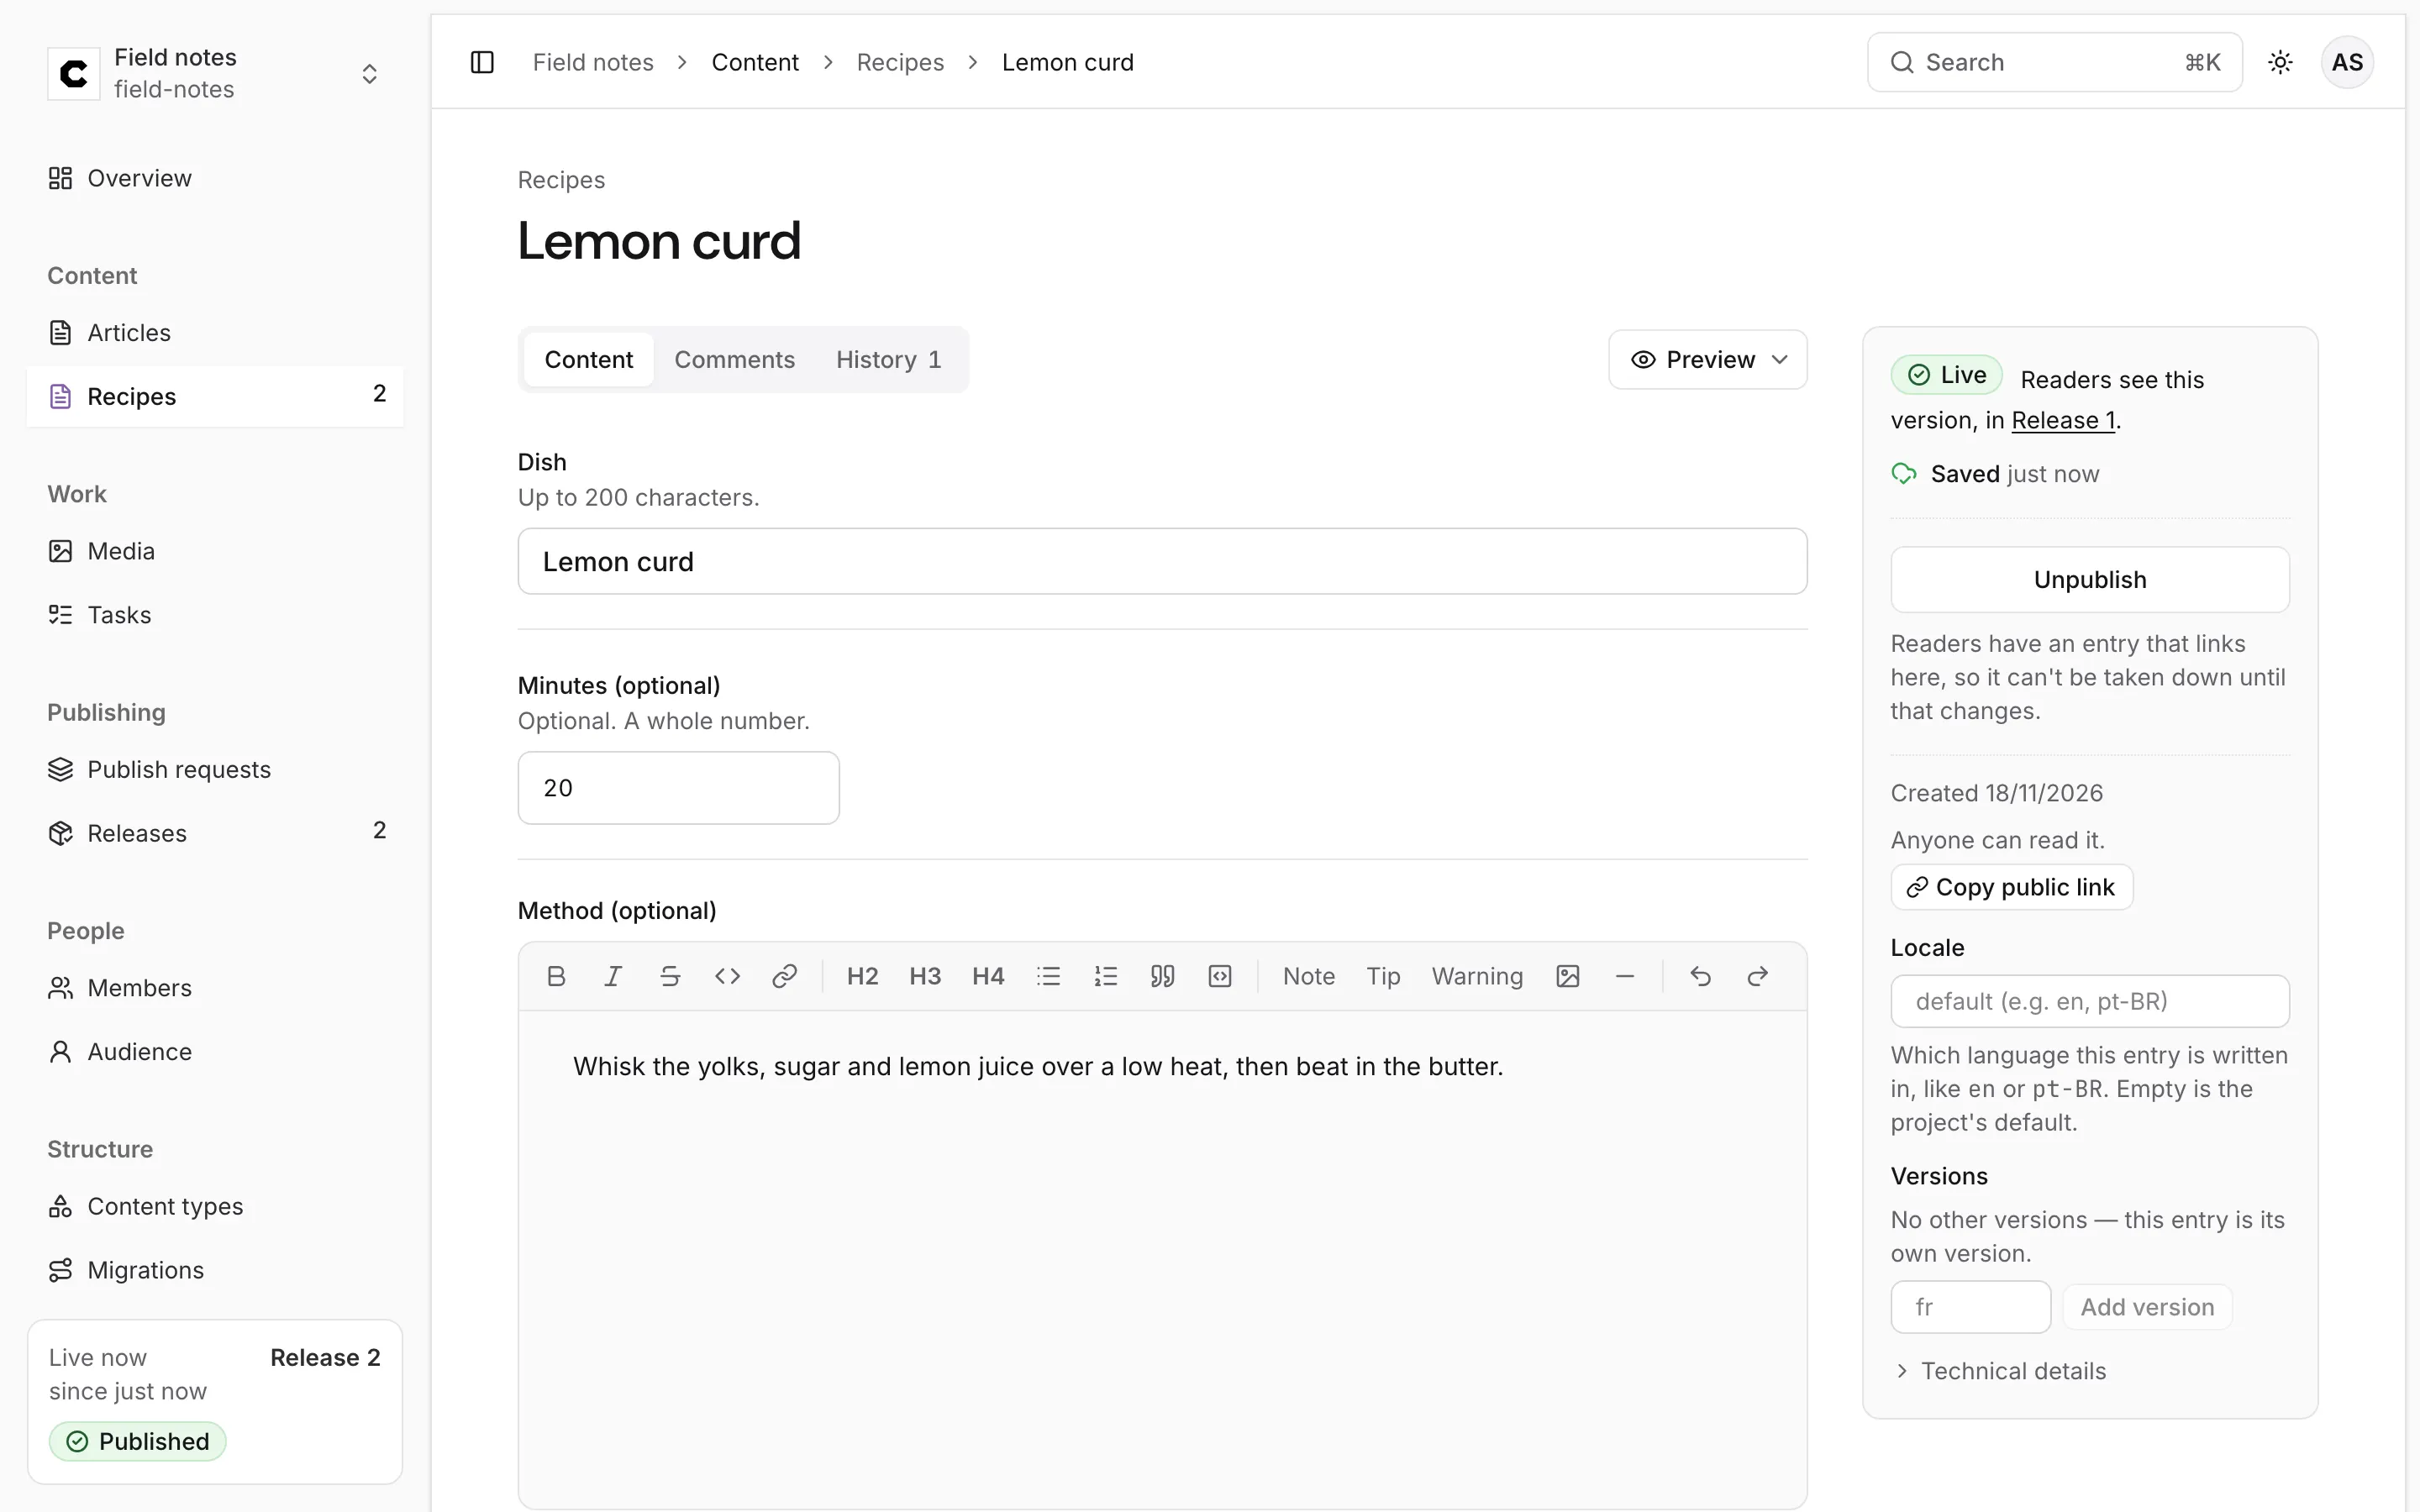 Field notes
field-notes
Overview
Content
Articles
Recipes 2
Work
Media
Tasks
Publishing
Publish requests
Releases 2
People
Members
Audience
Structure
Content types
Migrations
Live now Release 2
since just now
Published
Field notes > Content > Recipes > Lemon curd
Search ⌘K
AS
Recipes
Lemon curd
Content Comments History 1
Preview
Dish
Up to 200 characters.
Lemon curd
Minutes (optional)
Optional. A whole number.
20
Method (optional)
H2 H3 H4 Note Tip Warning
Whisk the yolks, sugar and lemon juice over a low heat, then beat in the butter.
Live Readers see this
version, in Release 1.
Saved just now
Unpublish
Readers have an entry that links
here, so it can't be taken down until
that changes.
Created 18/11/2026
Anyone can read it.
Copy public link
Locale
default (e.g. en, pt-BR)
Which language this entry is written
in, like en or pt-BR. Empty is the
project's default.
Versions
No other versions — this entry is its
own version.
fr Add version
Technical details